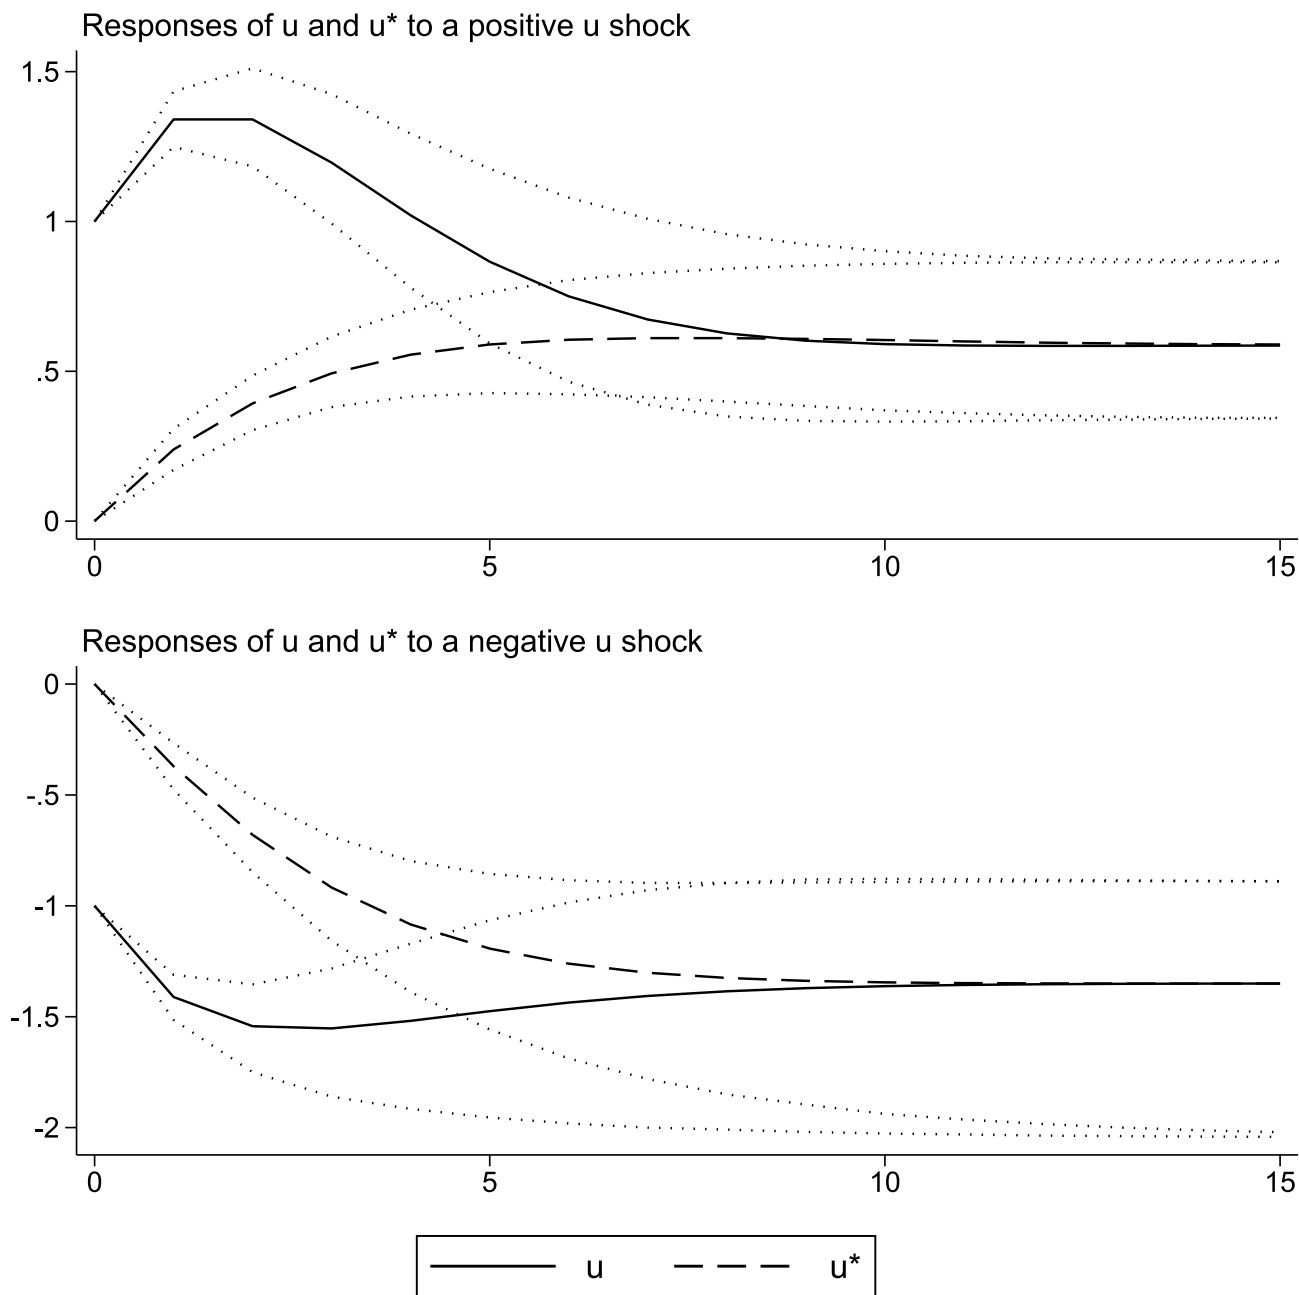 Responses of u and u* to a positive u shock
1.5
1
.5
0
0 5 10 15
Responses of u and u* to a negative u shock
0
-.5
-1
-1.5
-2
0 5 10 15
u u*